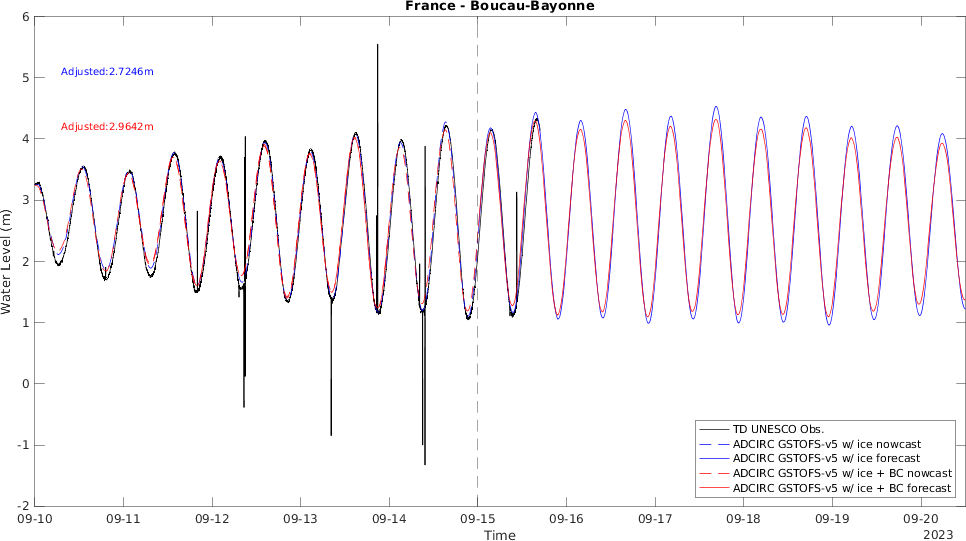 France - Boucau-Bayonne
6
5
4
3
2
1
0
-1
-2
Water Level (m)
Adjusted:2.7246m
Adjusted:2.9642m
TD UNESCO Obs.
ADCIRC GSTOFS-v5 w/ ice nowcast
ADCIRC GSTOFS-v5 w/ ice forecast
ADCIRC GSTOFS-v5 w/ ice + BC nowcast
ADCIRC GSTOFS-v5 w/ ice + BC forecast
09-10 09-11 09-12 09-13 09-14 09-15 09-16 09-17 09-18 09-19 09-20
Time
2023